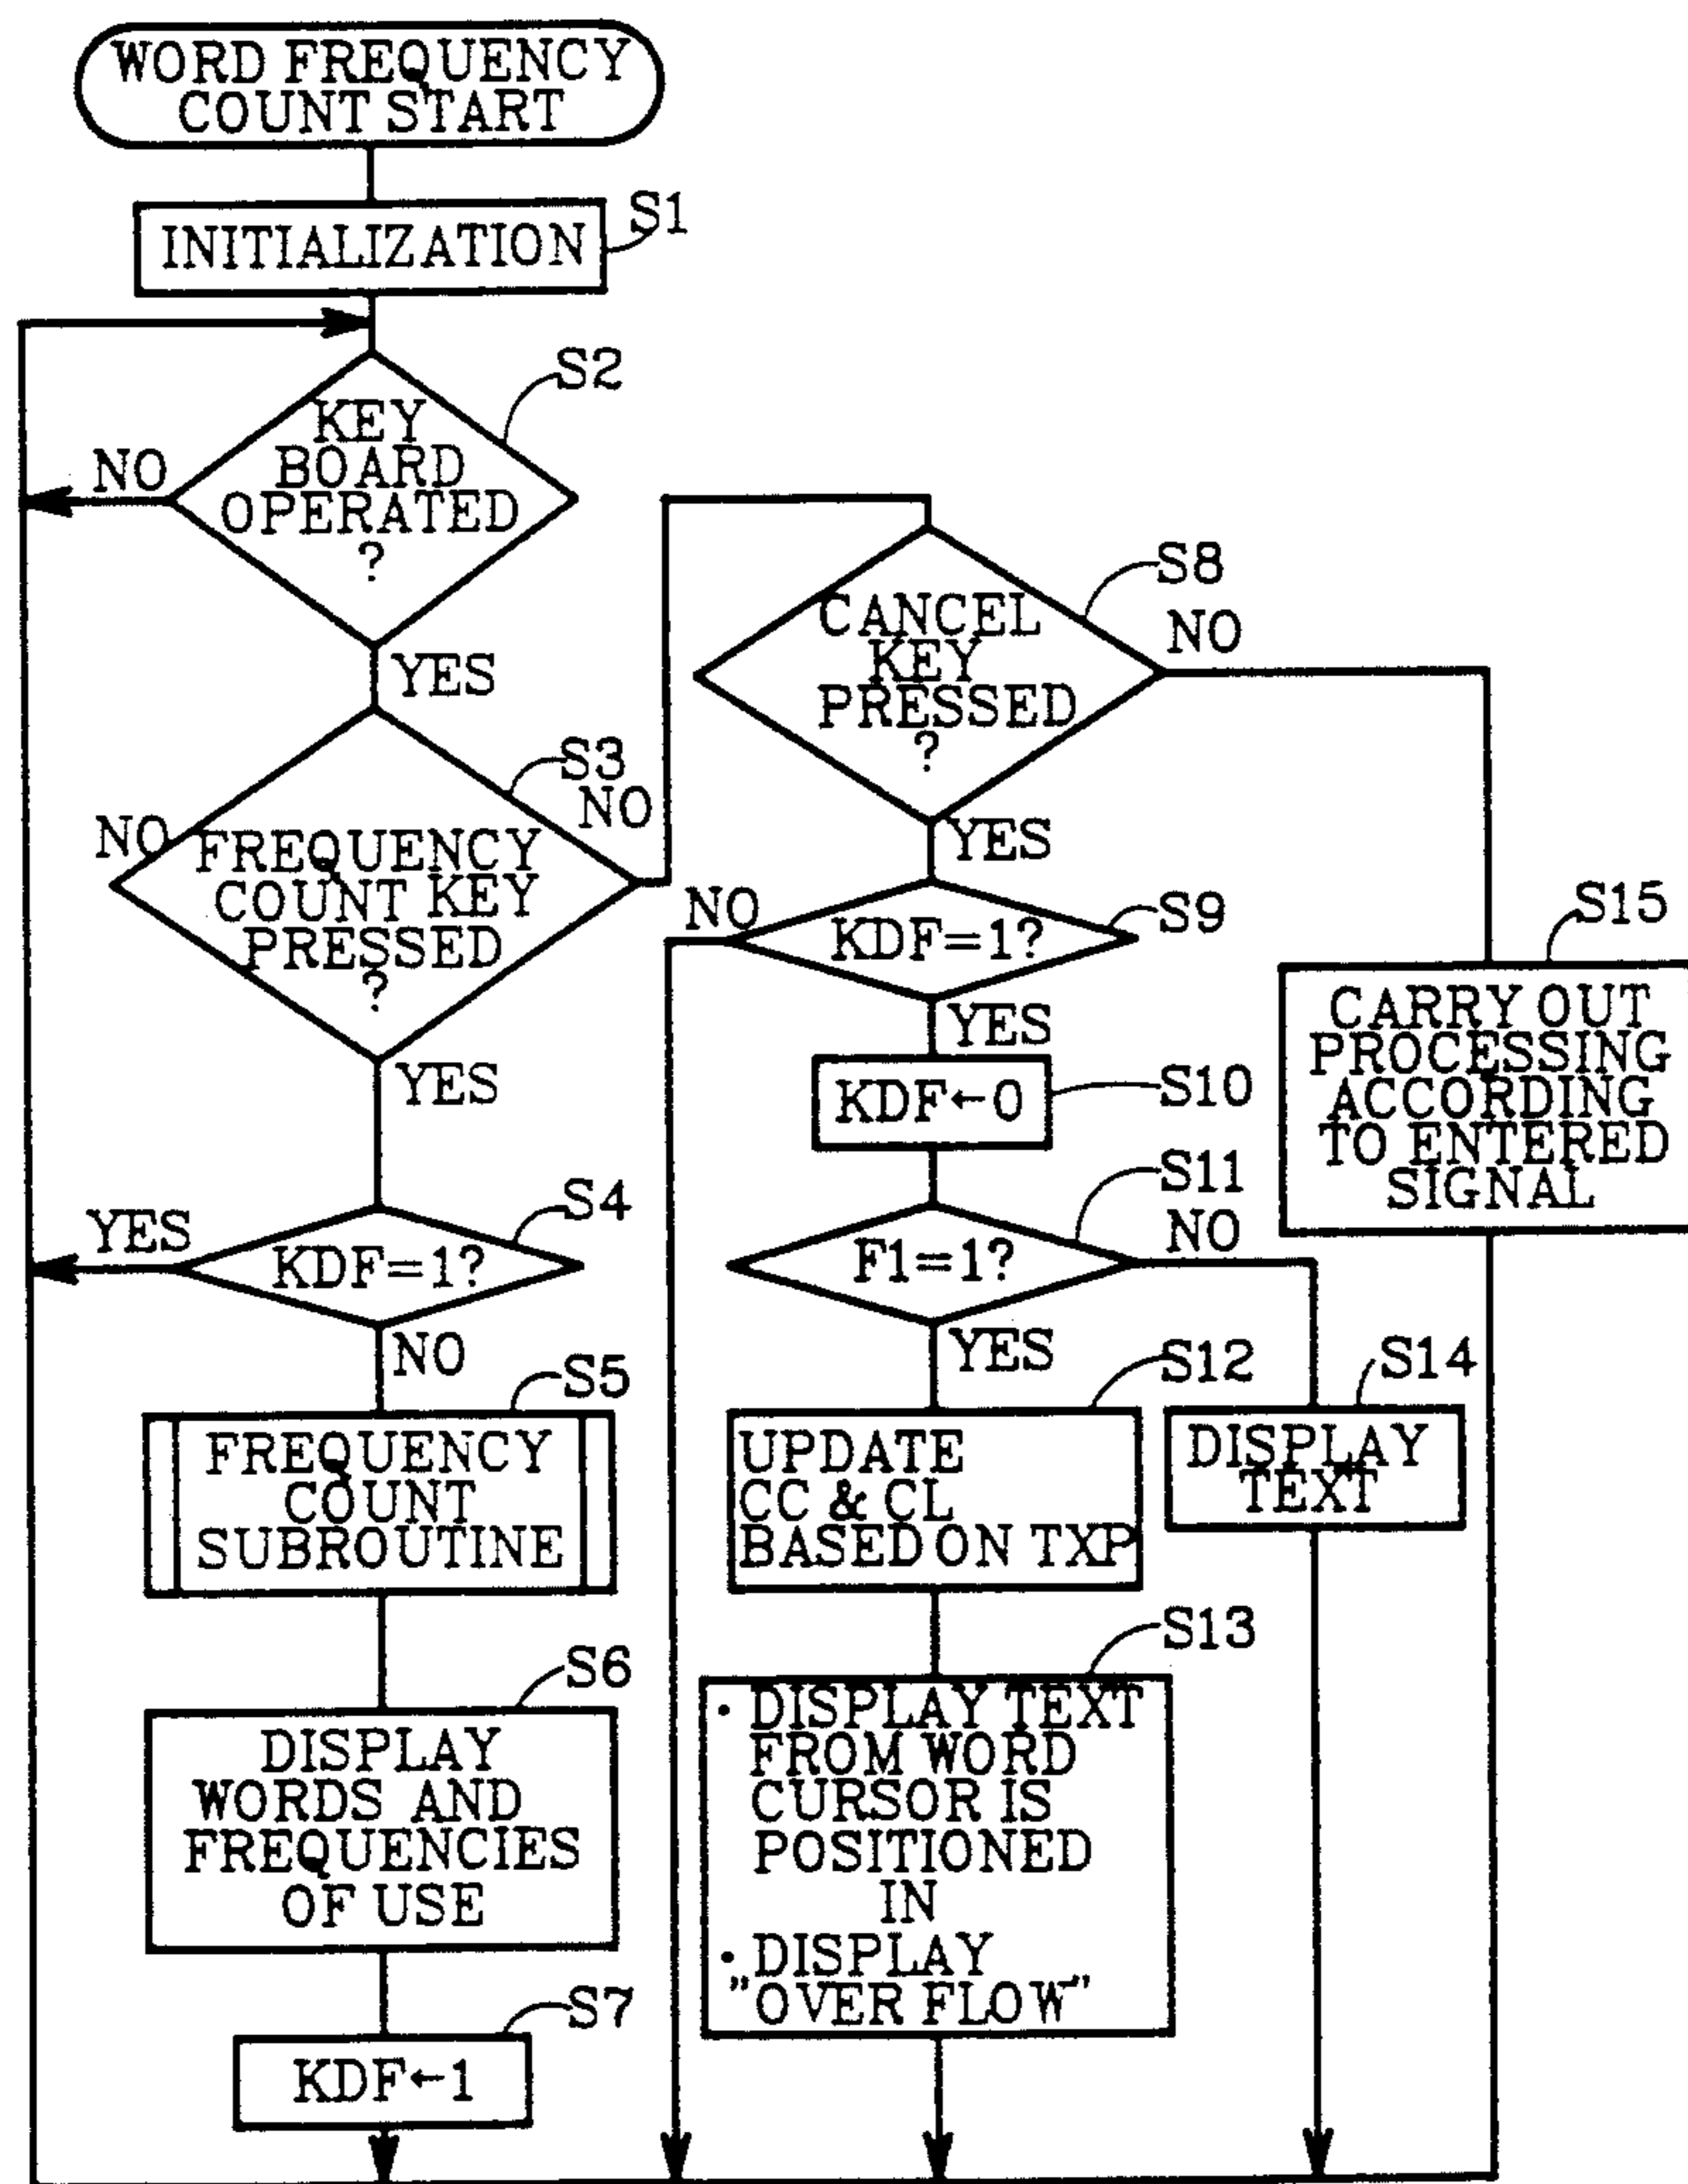 WORD FREQUENCY
COUNT START
INITIALIZATION
S1
S2
KEY
BOARD
OPERATED
?
NO
YES
S3
NO
NO
FREQUENCY
COUNT KEY
PRESSED
?
YES
S4
YES
KDF=1?
NO
S5
FREQUENCY
COUNT
SUBROUTINE
S6
DISPLAY
WORDS AND
FREQUENCIES
OF USE
S7
KDF←1
S8
CANCEL
KEY
PRESSED
?
NO
YES
S9
NO
KDF=1?
YES
KDF←0
S10
S11
F1=1?
NO
YES
S12
UPDATE
CC & CL
BASED ON TXP
S13
• DISPLAY TEXT
FROM WORD
CURSOR IS
POSITIONED
IN
• DISPLAY
"OVER FLOW"
S14
DISPLAY
TEXT
S15
CARRY OUT
PROCESSING
ACCORDING
TO ENTERED
SIGNAL